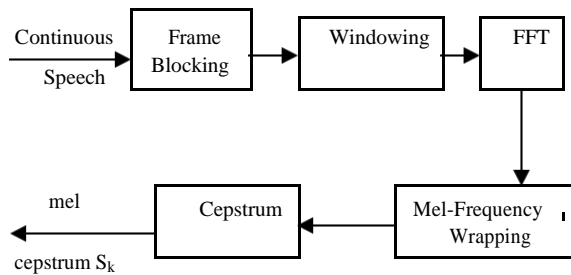 Continuous
Speech
Frame
Blocking
Windowing
FFT
Mel-Frequency
Wrapping
Cepstrum
mel
cepstrum Sk